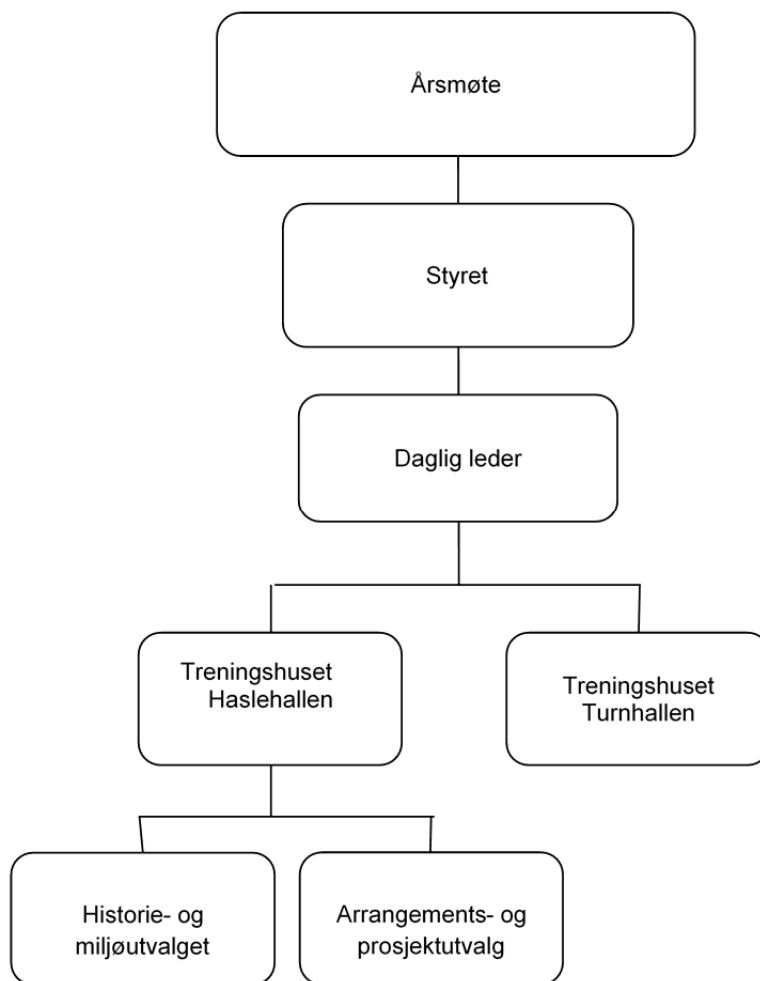 Årsmøte
Styret
Daglig leder
Treningshuset
Haslehallen
Treningshuset
Turnhallen
Historie- og
miljøutvalget
Arrangements- og
prosjektutvalg